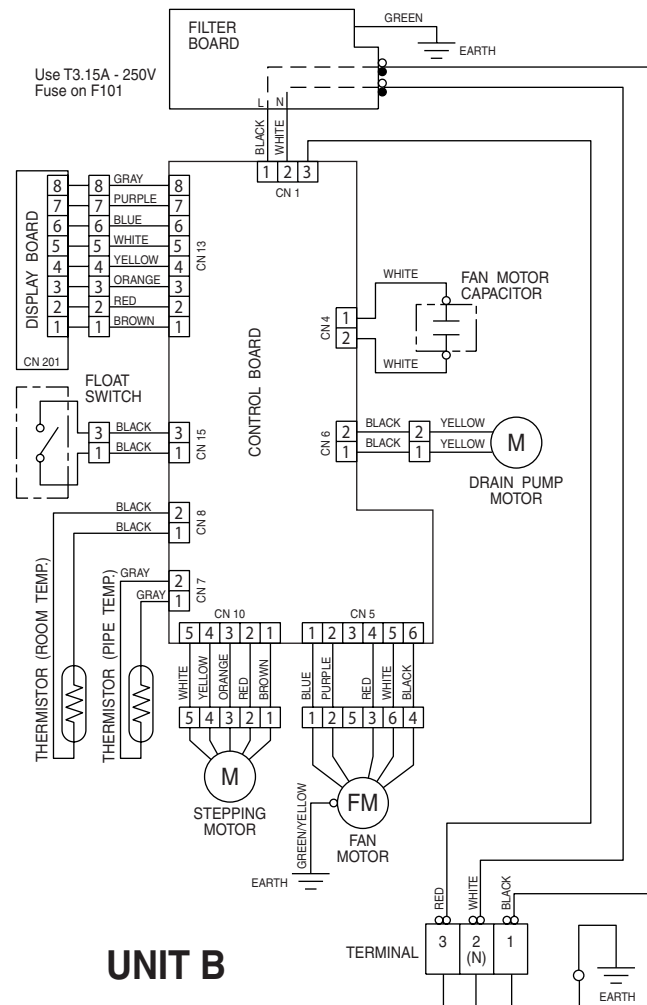 FILTER
BOARD
GREEN
EARTH
Use T3.15A - 250V
Fuse on F101
L N
BLACK
WHITE
1 2 3
CN 1
DISPLAY BOARD
CN 201
8 8 GRAY 8
7 7 PURPLE 7
6 6 BLUE 6
5 5 WHITE 5
4 4 YELLOW 4
3 3 ORANGE 3
2 2 RED 2
1 1 BROWN 1
CN 13
CONTROL BOARD
WHITE
FAN MOTOR
CAPACITOR
1
2
CN 4
WHITE
FLOAT
SWITCH
3 BLACK 3
1 BLACK 1
CN 15
CN 6
2 BLACK 2 YELLOW
1 BLACK 1 YELLOW
M
DRAIN PUMP
MOTOR
BLACK 2
BLACK 1
CN 8
THERMISTOR (ROOM TEMP.)
GRAY 2
GRAY 1
CN 7
THERMISTOR (PIPE TEMP.)
CN 10
5 4 3 2 1
WHITE
YELLOW
ORANGE
RED
BROWN
5 4 3 2 1
M
STEPPING
MOTOR
CN 5
1 2 3 4 5 6
BLUE
PURPLE
RED
WHITE
BLACK
1 2 5 3 6 4
FM
FAN
MOTOR
GREEN/YELLOW
EARTH
RED
WHITE
BLACK
TERMINAL
3 2 1
(N)
EARTH
UNIT B